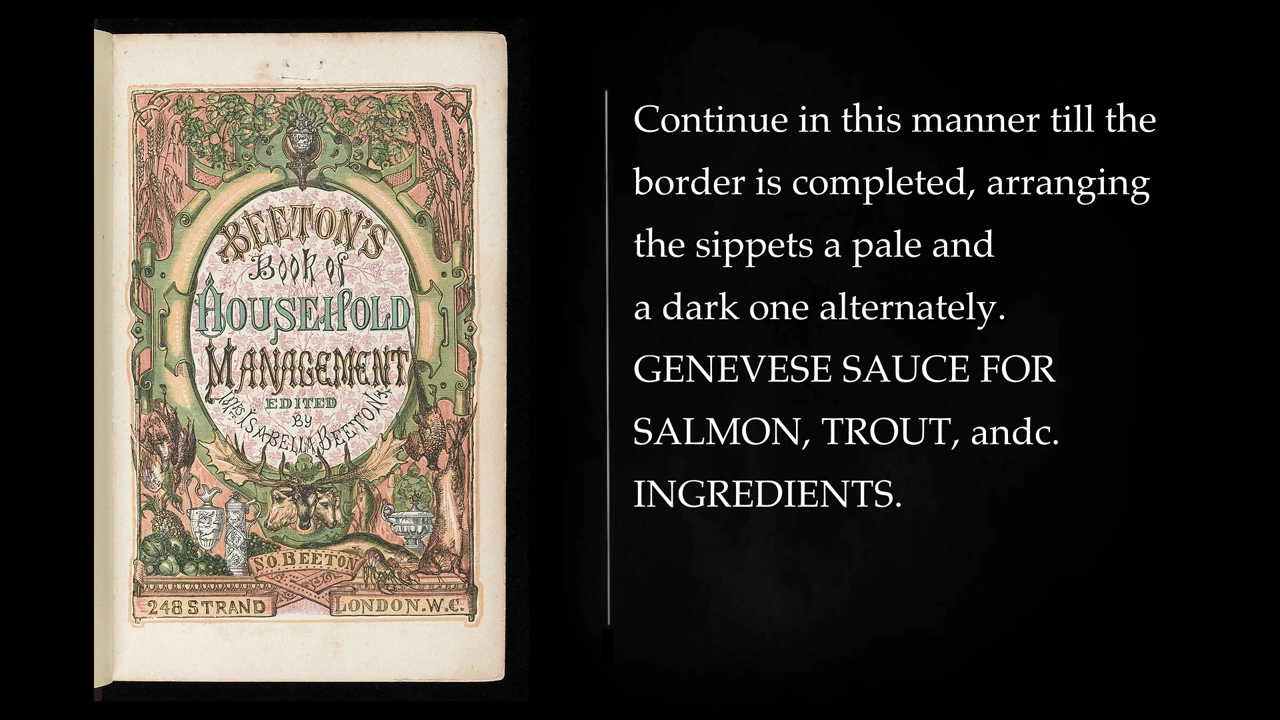 BEETON'S
Book of
HOUSEHOLD
MANAGEMENT
EDITED
BY
MRS ISABELLA BEETON
S.O. BEETON
248 STRAND
LONDON. W.C.
Continue in this manner till the
border is completed, arranging
the sippets a pale and
a dark one alternately.
GENEVESE SAUCE FOR
SALMON, TROUT, andc.
INGREDIENTS.